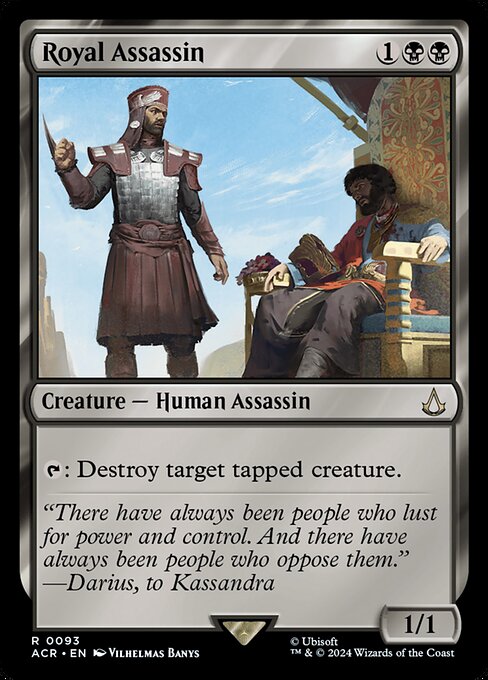 Royal Assassin 1
Creature — Human Assassin
: Destroy target tapped creature.
“There have always been people who lust
for power and control. And there have
always been people who oppose them.”
—Darius, to Kassandra
1/1
R 0093
ACR • EN Vilhelmas Banys
© Ubisoft
™ & © 2024 Wizards of the Coast